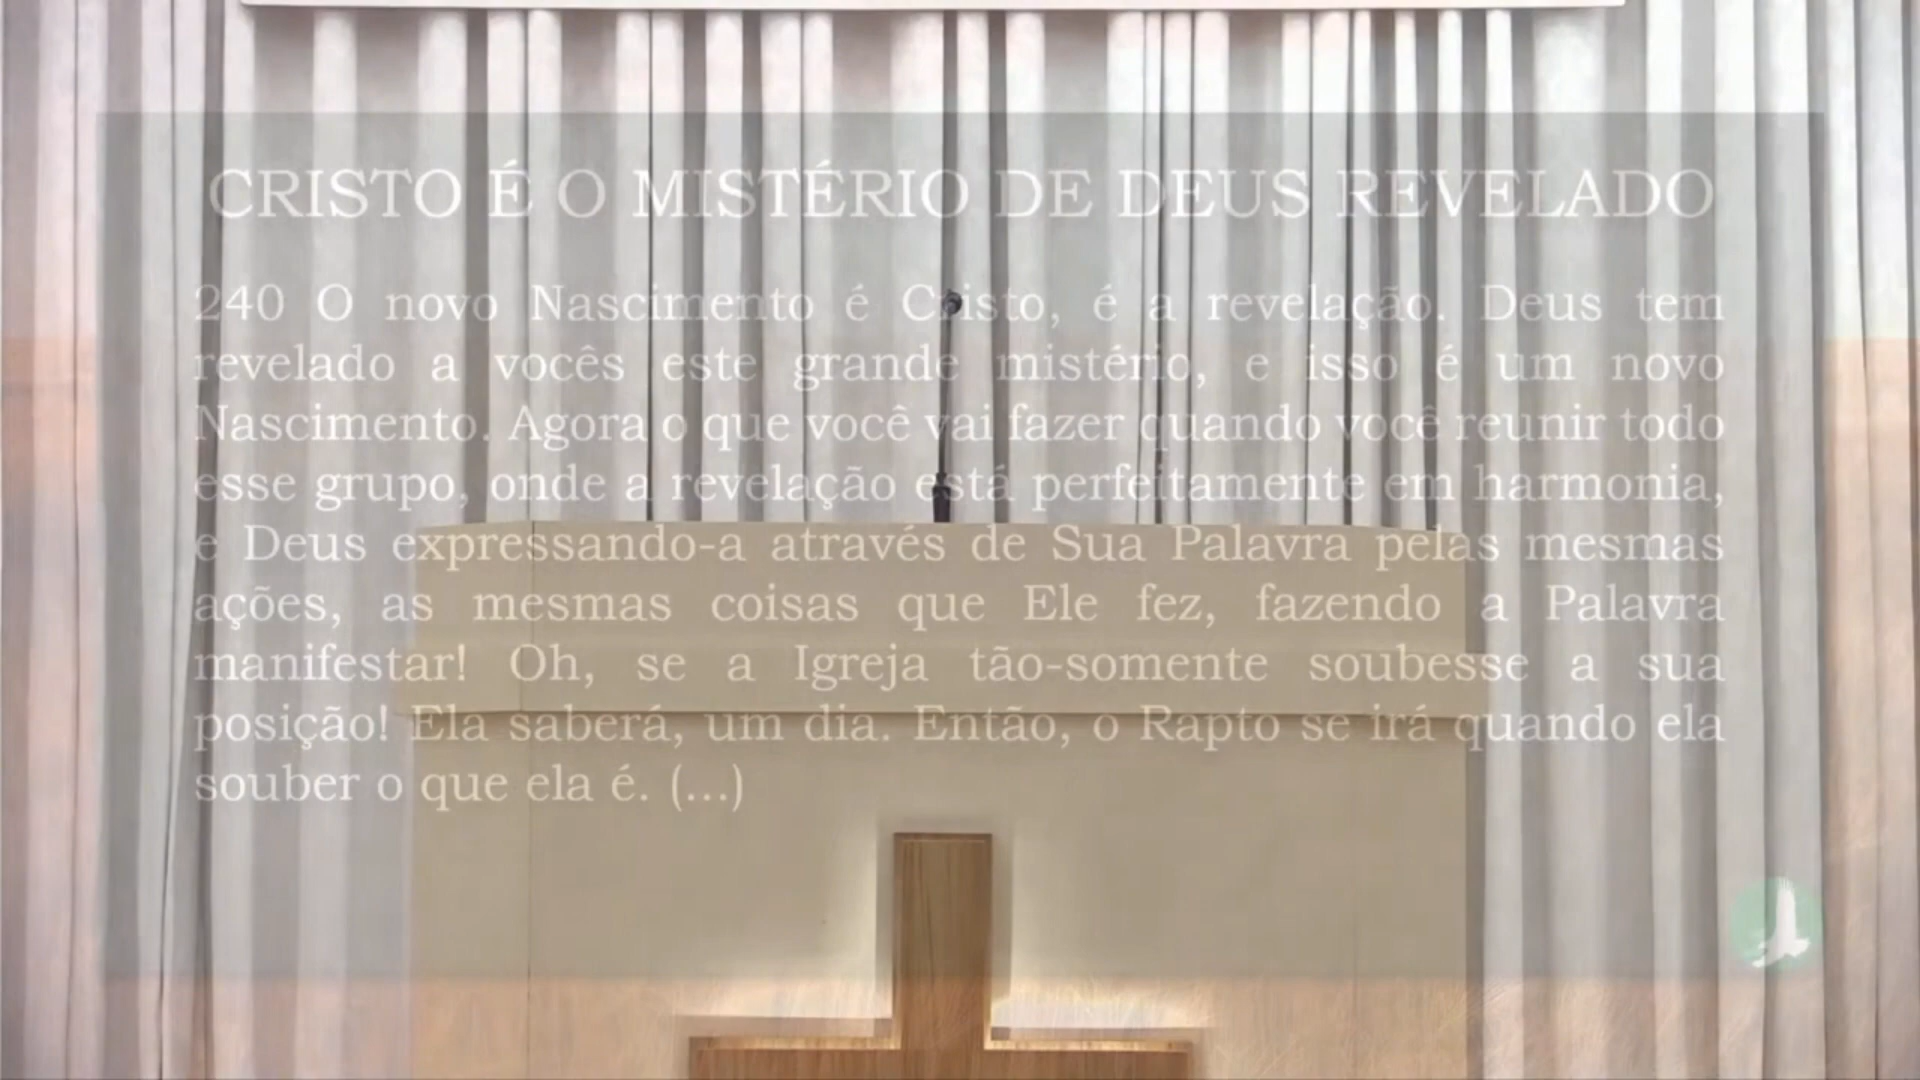 CRISTO É O MISTÉRIO DE DEUS REVELADO
240 O novo Nascimento é Cristo, é a revelação. Deus tem
revelado a vocês este grande mistério, e isso é um novo
Nascimento. Agora o que você vai fazer quando você reunir todo
esse grupo, onde a revelação está perfeitamente em harmonia,
e Deus expressando-a através de Sua Palavra pelas mesmas
ações, as mesmas coisas que Ele fez, fazendo a Palavra
manifestar! Oh, se a Igreja tão-somente soubesse a sua
posição! Ela saberá, um dia. Então, o Rapto se irá quando ela
souber o que ela é. (...)